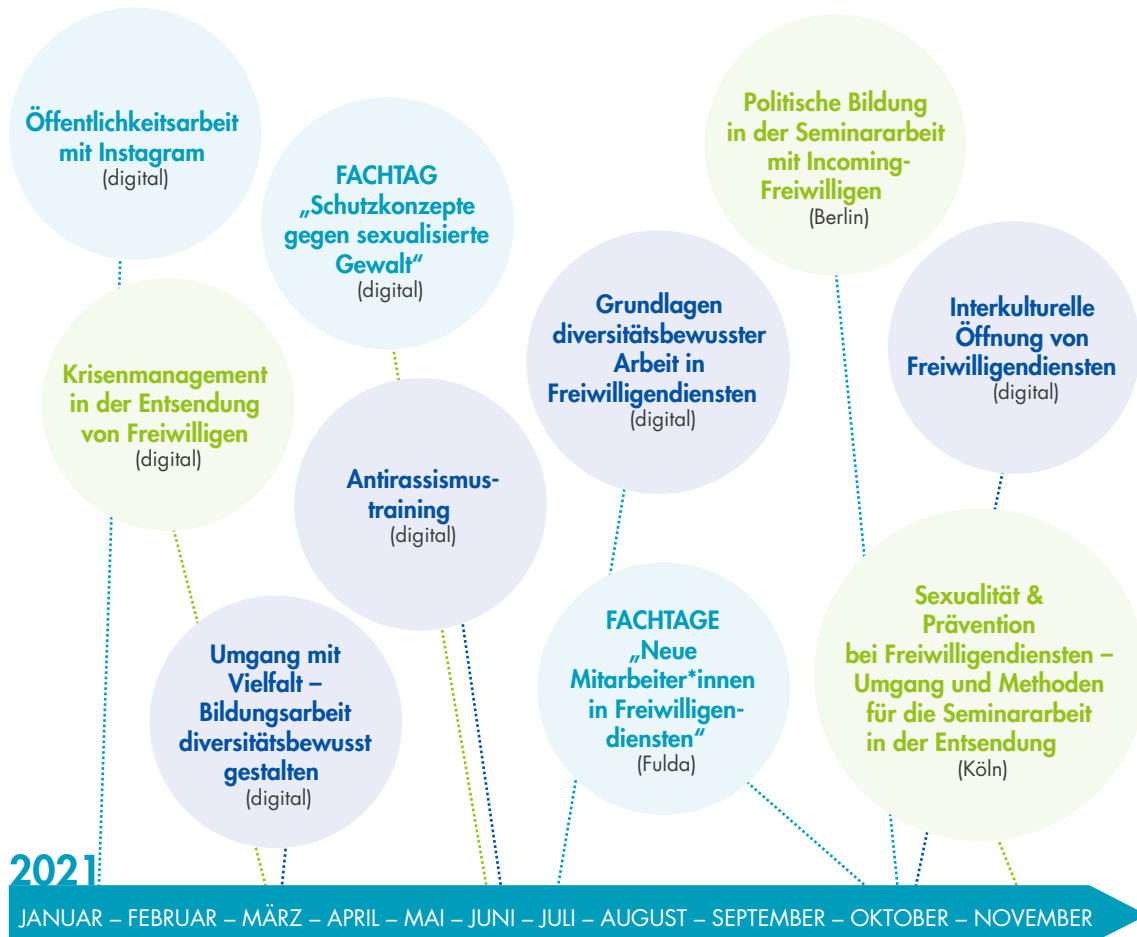 Öffentlichkeitsarbeit
mit Instagram
(digital)
FACHTAG
„Schutzkonzepte
gegen sexualisierte
Gewalt“
(digital)
Politische Bildung
in der Seminararbeit
mit Incoming-
Freiwilligen
(Berlin)
Krisenmanagement
in der Entsendung
von Freiwilligen
(digital)
Grundlagen
diversitätsbewusster
Arbeit in
Freiwilligendiensten
(digital)
Interkulturelle
Öffnung von
Freiwilligendiensten
(digital)
Antirassismus-
training
(digital)
Umgang mit
Vielfalt –
Bildungsarbeit
diversitätsbewusst
gestalten
(digital)
FACHTAGE
„Neue
Mitarbeiter*innen
in Freiwilligen-
diensten“
(Fulda)
Sexualität &
Prävention
bei Freiwilligendiensten –
Umgang und Methoden
für die Seminararbeit
in der Entsendung
(Köln)
2021
JANUAR – FEBRUAR – MÄRZ – APRIL – MAI – JUNI – JULI – AUGUST – SEPTEMBER – OKTOBER – NOVEMBER